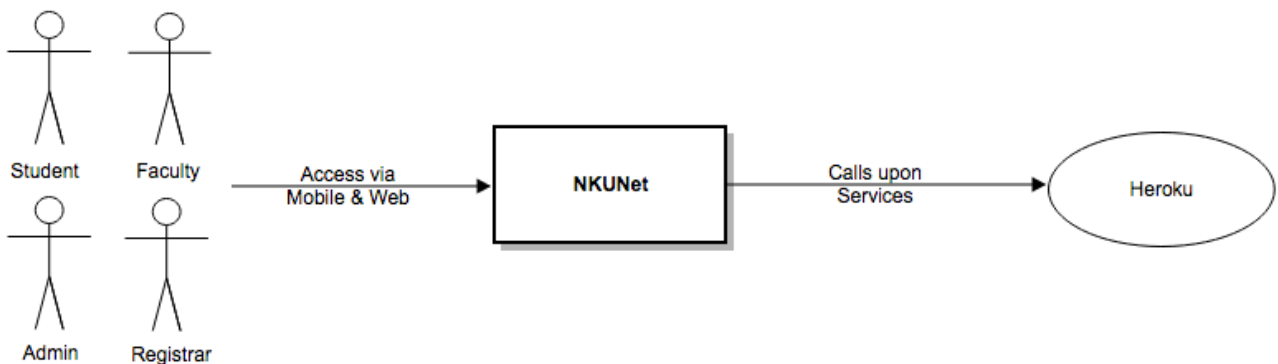 Student
Faculty
Admin
Registrar
Access via
Mobile & Web
NKUNet
Calls upon
Services
Heroku